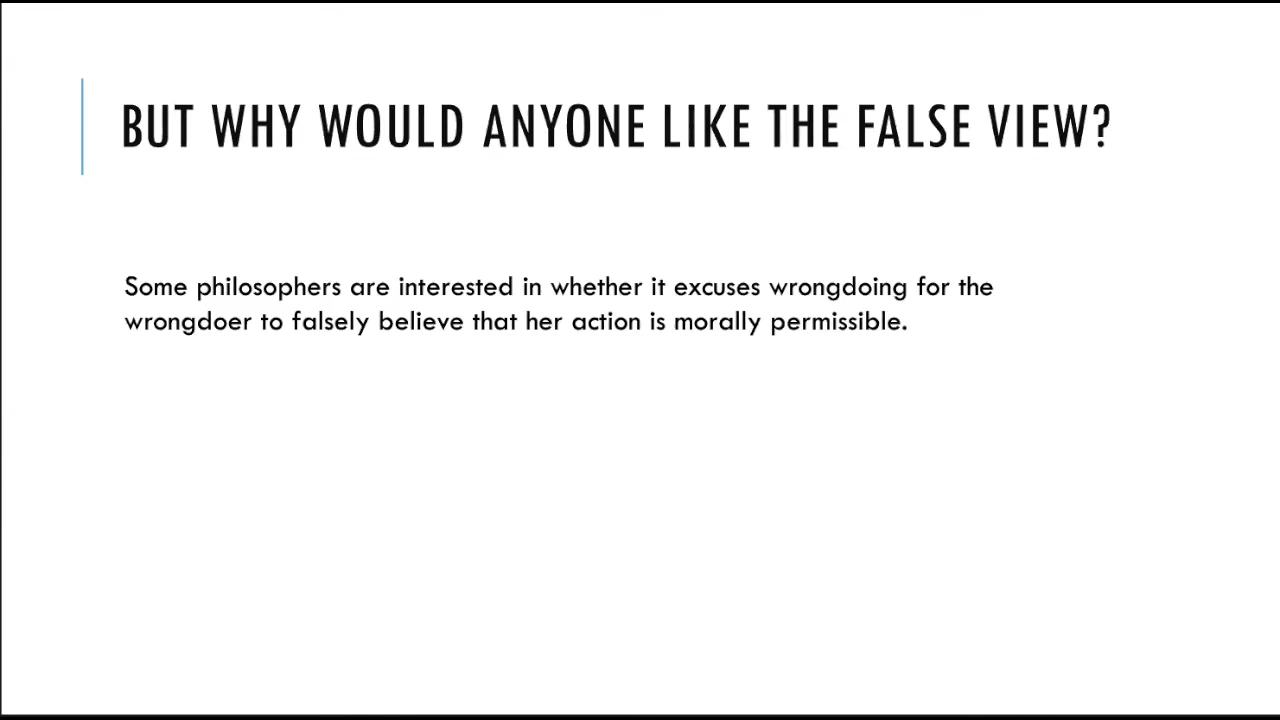 BUT WHY WOULD ANYONE LIKE THE FALSE VIEW?
Some philosophers are interested in whether it excuses wrongdoing for the
wrongdoer to falsely believe that her action is morally permissible.